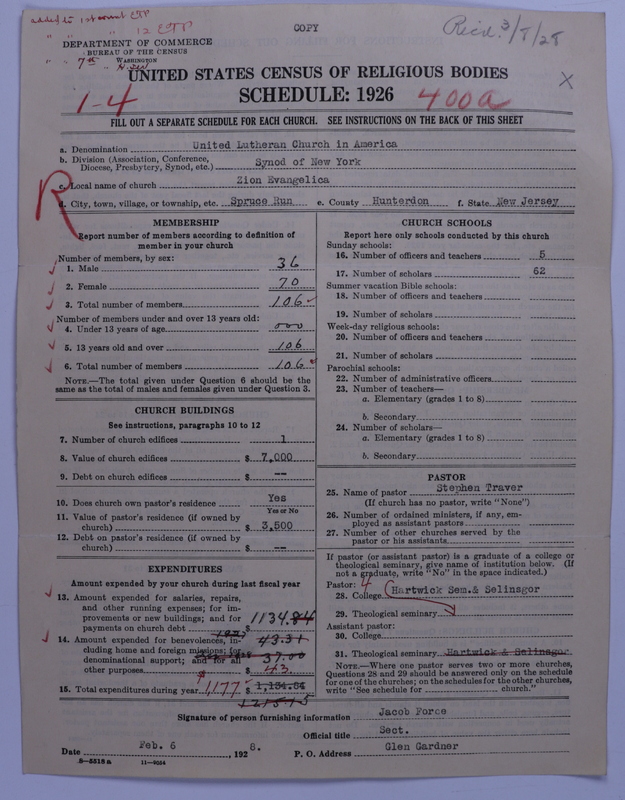 added to 1st count CTP
" " " 12 CTP
COPY
Rec'd. 3/8/28
DEPARTMENT OF COMMERCE
BUREAU OF THE CENSUS
WASHINGTON
" " 7th
UNITED STATES CENSUS OF RELIGIOUS BODIES
X
1-4
SCHEDULE: 1926
400a
FILL OUT A SEPARATE SCHEDULE FOR EACH CHURCH. SEE INSTRUCTIONS ON THE BACK OF THIS SHEET
a. Denomination United Lutheran Church in America
b. Division (Association, Conference, Diocese, Presbytery, Synod, etc.) Synod of New York
R
c. Local name of church Zion Evangelica
d. City, town, village, or township, etc. Spruce Run e. County Hunterdon f. State New Jersey
MEMBERSHIP
Report number of members according to definition of
member in your church
Number of members, by sex:
1. Male 36
2. Female 70
3. Total number of members 106
Number of members under and over 13 years old:
4. Under 13 years of age 000
5. 13 years old and over 106
6. Total number of members 106
NOTE.—The total given under Question 6 should be the
same as the total of males and females given under Question 3.
CHURCH BUILDINGS
See instructions, paragraphs 10 to 12
7. Number of church edifices 1
8. Value of church edifices $ 7,000
9. Debt on church edifices $ --
10. Does church own pastor's residence Yes
Yes or No
11. Value of pastor's residence (if owned by
church) $ 3,500
12. Debt on pastor's residence (if owned by
church) $ --
EXPENDITURES
Amount expended by your church during last fiscal year
13. Amount expended for salaries, repairs,
and other running expenses; for im-
provements or new buildings; and for
payments on church debt $ 1134.84
14. Amount expended for benevolences, in-
cluding home and foreign missions; for
denominational support; and for all
other purposes $ 43
43.31
37.00
15. Total expenditures during year $1177 $ 1,134.84
1215 15
CHURCH SCHOOLS
Report here only schools conducted by this church
Sunday schools:
16. Number of officers and teachers 5
17. Number of scholars 62
Summer vacation Bible schools:
18. Number of officers and teachers
19. Number of scholars
Week-day religious schools:
20. Number of officers and teachers
21. Number of scholars
Parochial schools:
22. Number of administrative officers
23. Number of teachers—
a. Elementary (grades 1 to 8)
b. Secondary
24. Number of scholars—
a. Elementary (grades 1 to 8)
b. Secondary
PASTOR
25. Name of pastor Stephen Traver
(If church has no pastor, write "None")
26. Number of ordained ministers, if any, em-
ployed as assistant pastors
27. Number of other churches served by the
pastor or his assistants
If pastor (or assistant pastor) is a graduate of a college or
theological seminary, give name of institution below. (If
not a graduate, write "No" in the space indicated.)
Pastor: 4
28. College Hartwick Sem.& Selinsgor
29. Theological seminary
Assistant pastor:
30. College
31. Theological seminary Hartwick & Selinsgor
NOTE.—Where one pastor serves two or more churches,
Questions 28 and 29 should be answered only on the schedule
for one of the churches; on the schedules for the other churches,
write "See schedule for church."
Signature of person furnishing information Jacob Force
Official title Sect.
Date Feb. 6, 1928. P. O. Address Glen Gardner
8—5518a 11—9054